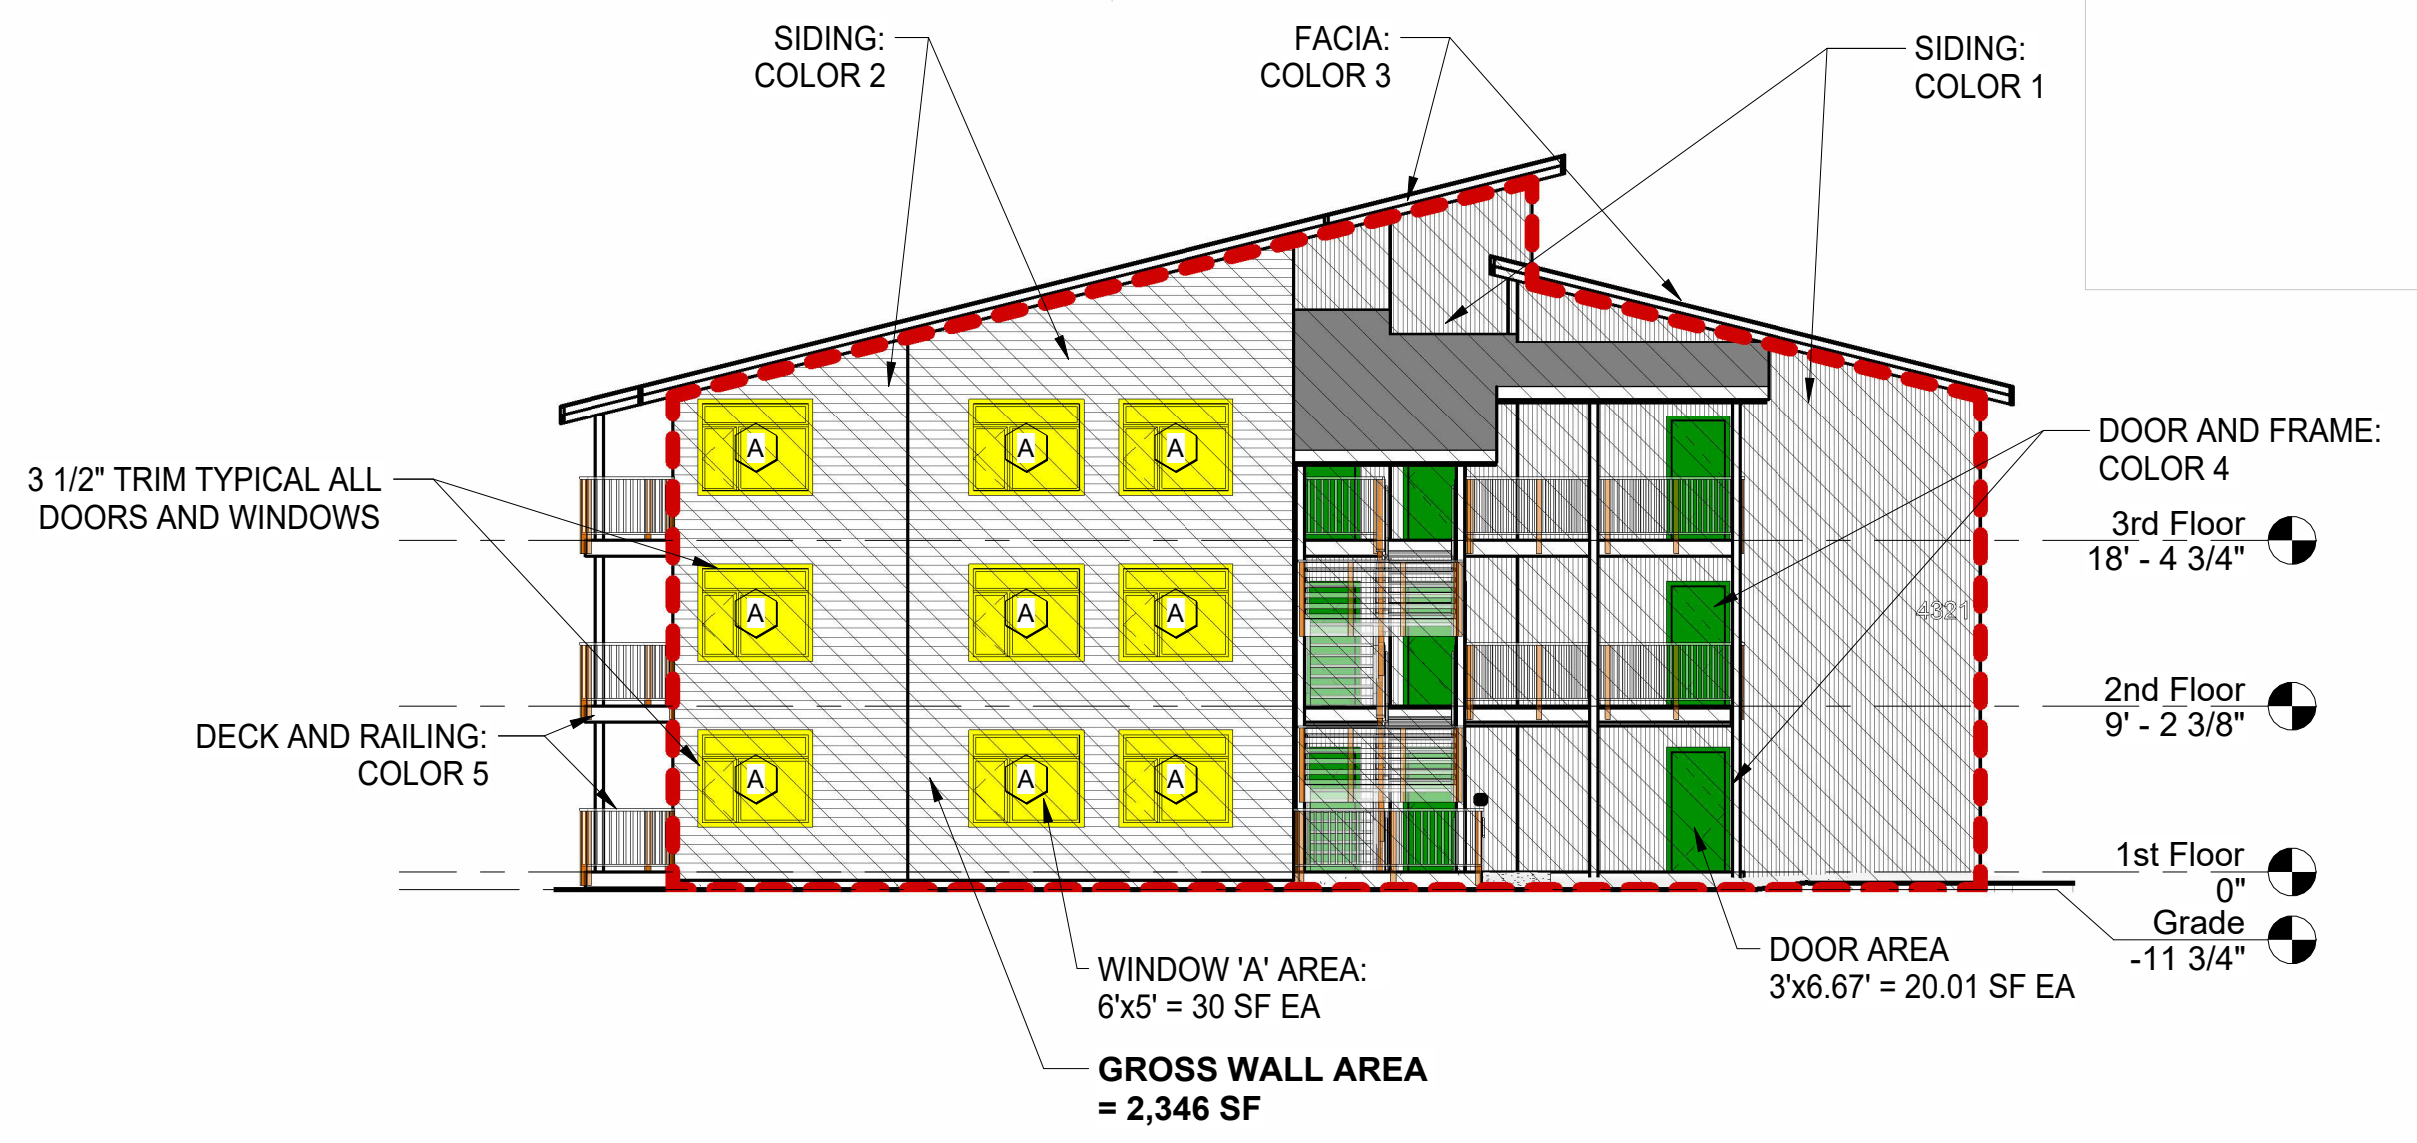 SIDING:
COLOR 2
FACIA:
COLOR 3
SIDING:
COLOR 1
3 1/2" TRIM TYPICAL ALL
DOORS AND WINDOWS
DOOR AND FRAME:
COLOR 4
A
A
A
3rd Floor
18' - 4 3/4"
A
A
A
4321
2nd Floor
9' - 2 3/8"
DECK AND RAILING:
COLOR 5
A
A
A
1st Floor
0"
Grade
-11 3/4"
WINDOW 'A' AREA:
6'x5' = 30 SF EA
DOOR AREA
3'x6.67' = 20.01 SF EA
GROSS WALL AREA
= 2,346 SF